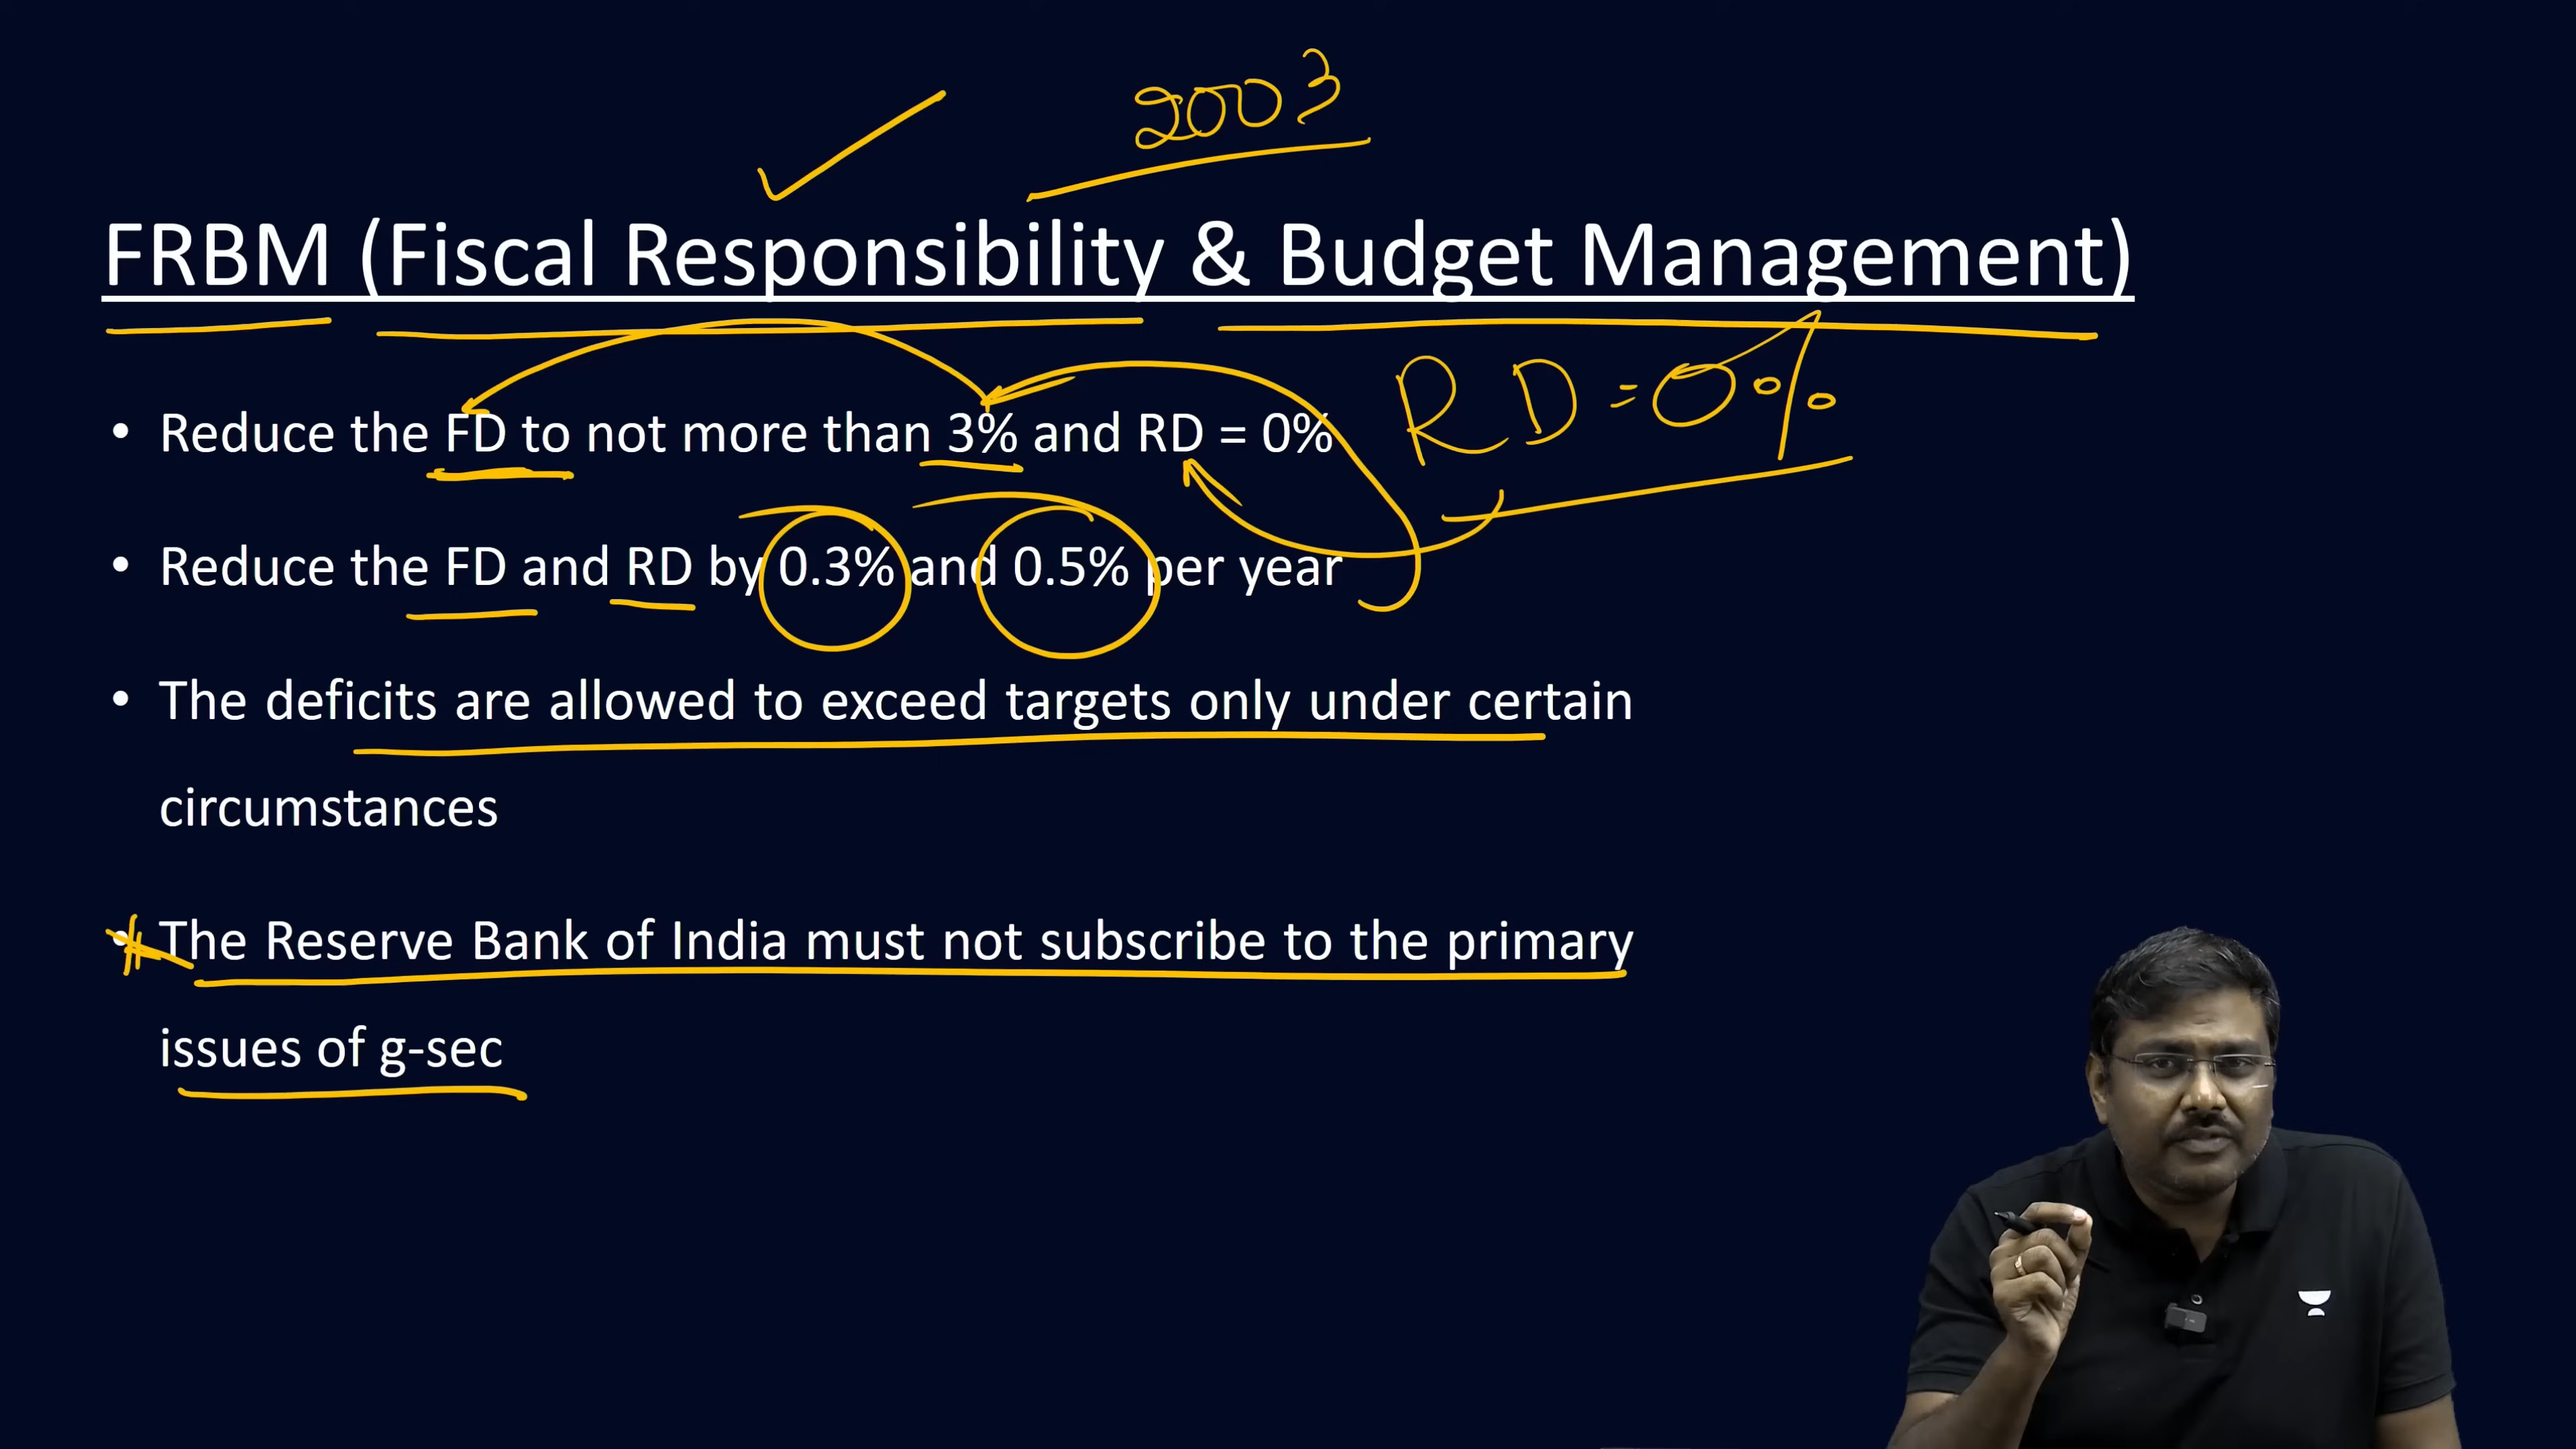 2003
FRBM (Fiscal Responsibility & Budget Management)
RD = 0%
• Reduce the FD to not more than 3% and RD = 0%
• Reduce the FD and RD by 0.3% and 0.5% per year
• The deficits are allowed to exceed targets only under certain
circumstances
• The Reserve Bank of India must not subscribe to the primary
issues of g-sec